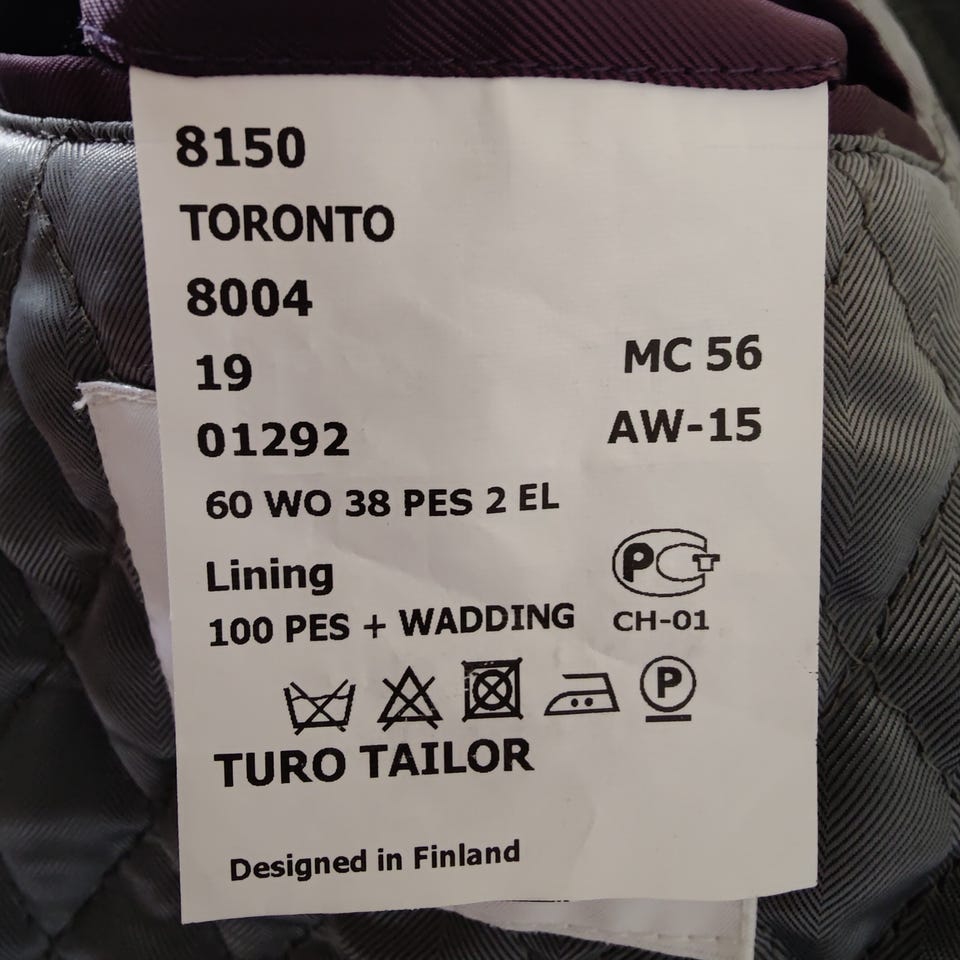 8150
TORONTO
8004
19 MC 56
01292 AW-15
60 WO 38 PES 2 EL
Lining
100 PES + WADDING
РСТ
CH-01
P
TURO TAILOR
Designed in Finland